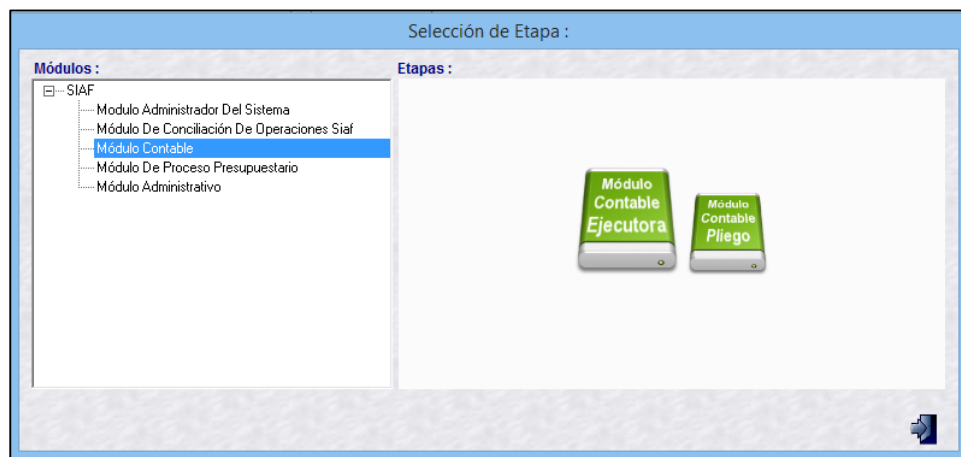 Selección de Etapa :
Módulos :
Etapas :
SIAF
Modulo Administrador Del Sistema
Módulo De Conciliación De Operaciones Siaf
Módulo Contable
Módulo De Proceso Presupuestario
Módulo Administrativo
Módulo
Contable
Ejecutora
Módulo
Contable
Pliego